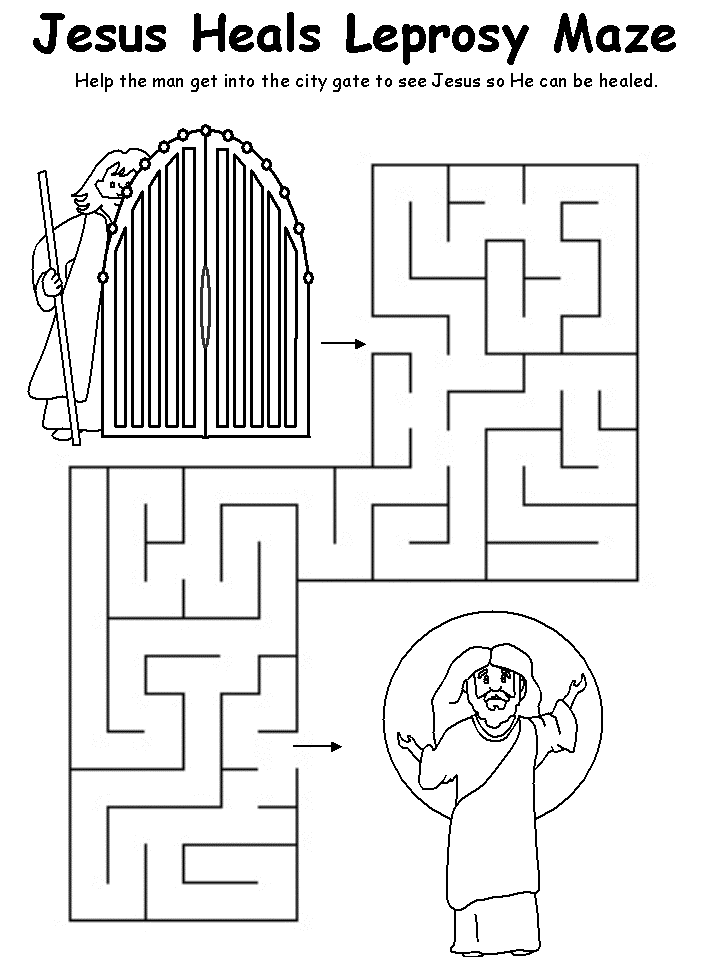 Jesus Heals Leprosy Maze
Help the man get into the city gate to see Jesus so He can be healed.